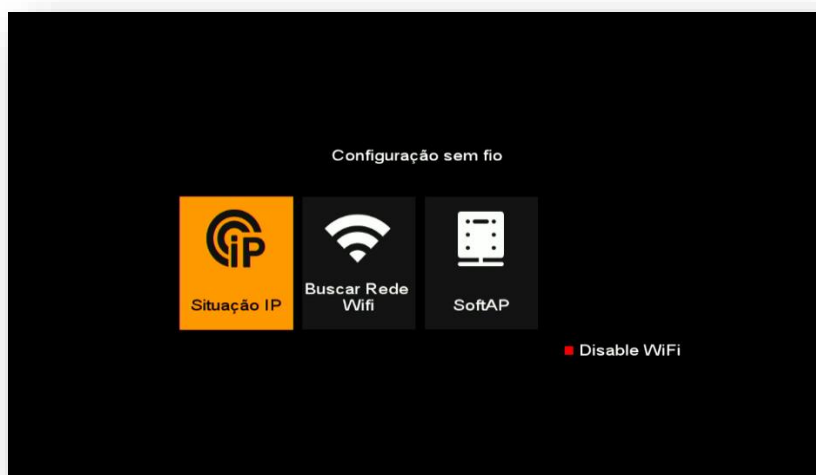 Configuração sem fio
iP
Situação IP
Buscar Rede
Wifi
SoftAP
Disable WiFi